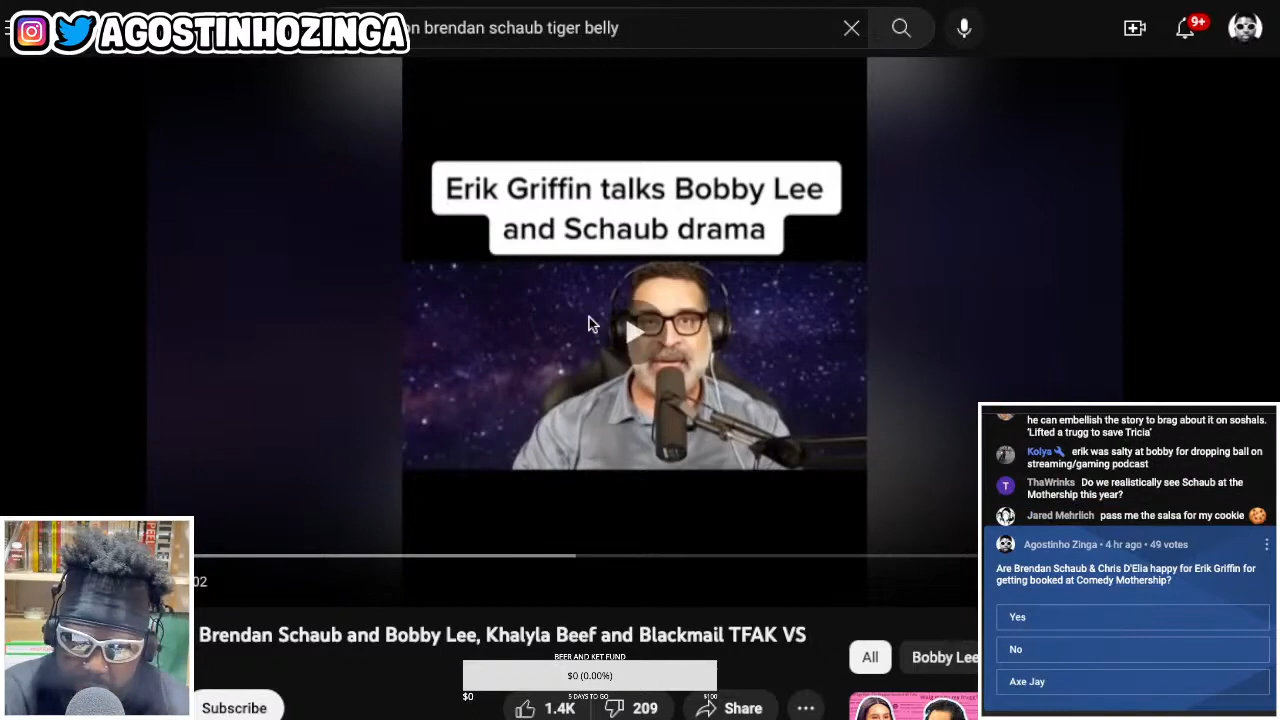 AGOSTINHOZINGA
on brendan schaub tiger belly
9+
Erik Griffin talks Bobby Lee
and Schaub drama
he can embellish the story to brag about it on soshals.
'Lifted a trugg to save Tricia'
Kolya erik was salty at bobby for dropping ball on
streaming/gaming podcast
T ThaWrinks Do we realistically see Schaub at the
Mothership this year?
Jared Mehrlich pass me the salsa for my cookie
Agostinho Zinga • 4 hr ago • 49 votes
Are Brendan Schaub & Chris D'Elia happy for Erik Griffin for
getting booked at Comedy Mothership?
Yes
No
Axe Jay
02
Brendan Schaub and Bobby Lee, Khalyla Beef and Blackmail TFAK VS
All
Bobby Lee
BEER AND KET FUND
$0 (0.00%)
$0
5 DAYS TO GO
$100
Subscribe
1.4K
209
Share